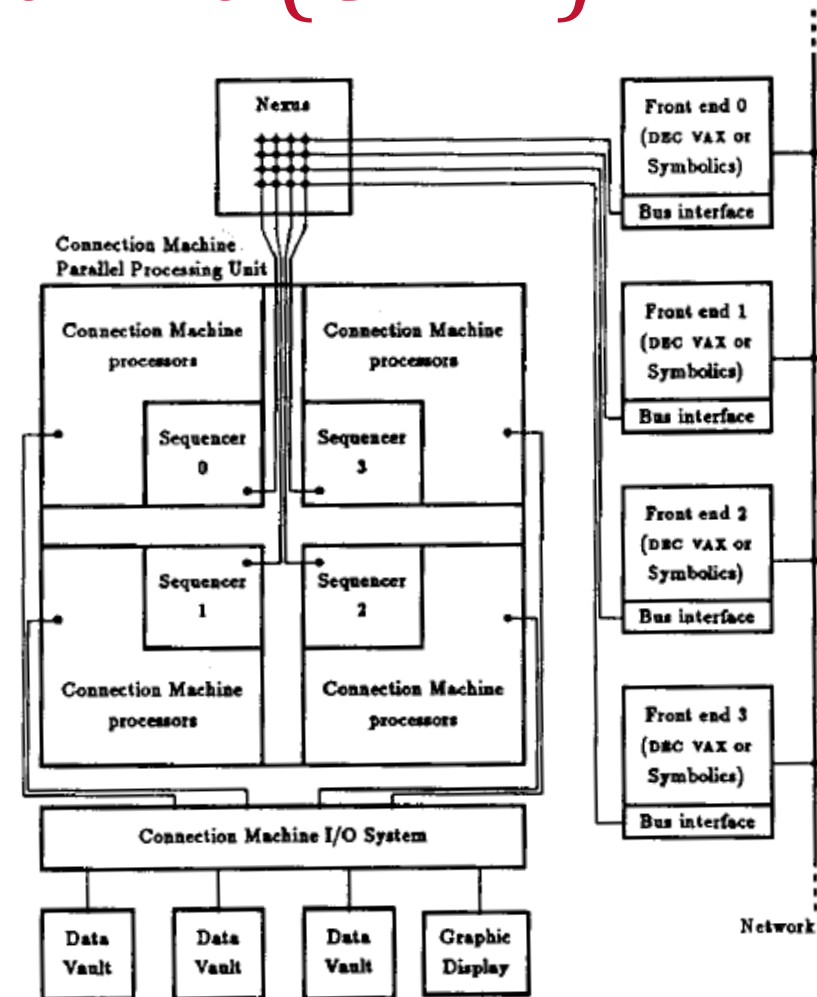 Nexus
Front end 0
(DEC VAX or
Symbolics)
Bus interface
Connection Machine
Parallel Processing Unit
Connection Machine
processors
Connection Machine
processors
Front end 1
(DEC VAX or
Symbolics)
Bus interface
Sequencer
0
Sequencer
3
Front end 2
(DEC VAX or
Symbolics)
Bus interface
Sequencer
1
Sequencer
2
Connection Machine
processors
Connection Machine
processors
Front end 3
(DEC VAX or
Symbolics)
Bus interface
Connection Machine I/O System
Network
Data
Vault
Data
Vault
Data
Vault
Graphic
Display